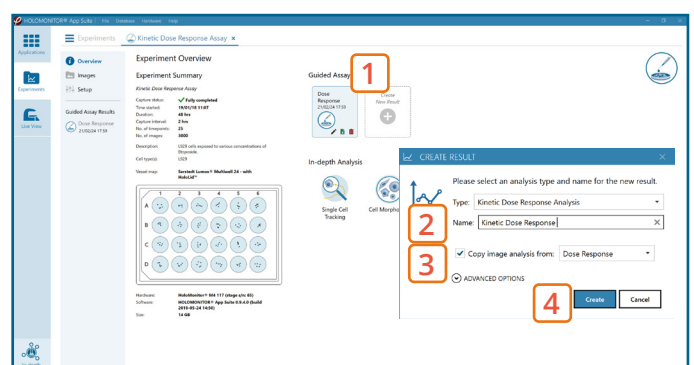 HOLOMONITOR® App Suite File Database Hardware Help
Applications
Experiments
Live View
Experiments
Kinetic Dose Response Assay ×
Overview
Images
Setup
Guided Assay Results
Dose Response
21/02/24 17:59
Experiment Overview
Experiment Summary
Kinetic Dose Response Assay
Capture status: Fully completed
Time started: 19/01/18 11:07
Duration: 48 hrs
Capture interval: 2 hrs
No. of timepoints: 25
No. of images: 3000
Description: L929 cells exposed to various concentrations of
Etoposide.
Cell type(s): L929
Vessel map: Sarstedt Lumox® Multiwell 24 - with
HoloLid™
1 2 3 4 5 6
A
B
C
D
Hardware: HoloMonitor® M4 117 (stage s/n: 65)
Software: HOLOMONITOR® App Suite 0.9.4.0 (build
2018-05-24 14:50)
Size: 14 GB
Guided Assay
1
Dose
Response
21/02/24 17:59
Create
New Result
In-depth Analysis
Single Cell
Tracking
Cell Morpho
CREATE RESULT ×
Please select an analysis type and name for the new result.
Type: Kinetic Dose Response Analysis
2
Name: Kinetic Dose Response ×
3
Copy image analysis from: Dose Response
ADVANCED OPTIONS
4
Create
Cancel
In-depth